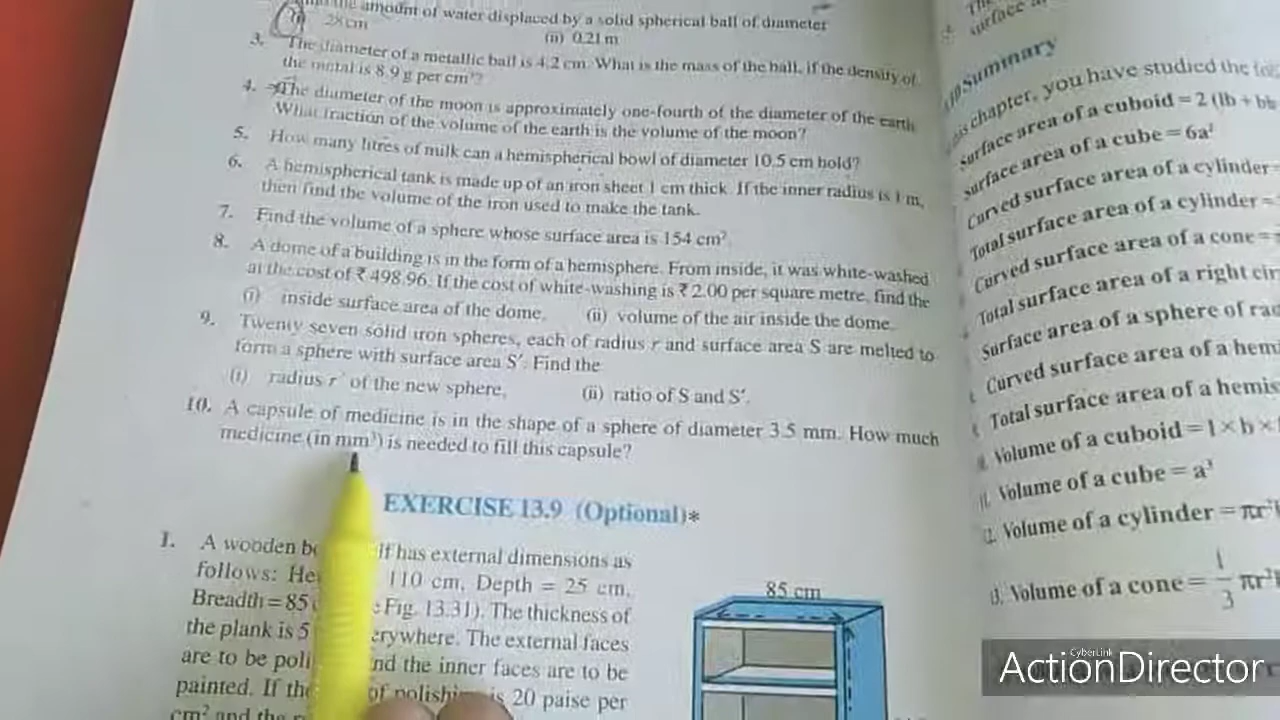 the amount of water displaced by a solid spherical ball of diameter
28 cm (ii) 0.21 m
3. The diameter of a metallic ball is 4.2 cm. What is the mass of the ball, if the density of
the metal is 8.9 g per cm³?
4. The diameter of the moon is approximately one-fourth of the diameter of the earth.
What fraction of the volume of the earth is the volume of the moon?
5. How many litres of milk can a hemispherical bowl of diameter 10.5 cm hold?
6. A hemispherical tank is made up of an iron sheet 1 cm thick. If the inner radius is 1 m,
then find the volume of the iron used to make the tank.
7. Find the volume of a sphere whose surface area is 154 cm².
8. A dome of a building is in the form of a hemisphere. From inside, it was white-washed
at the cost of ₹ 498.96. If the cost of white-washing is ₹ 2.00 per square metre, find the
(i) inside surface area of the dome, (ii) volume of the air inside the dome.
9. Twenty seven solid iron spheres, each of radius r and surface area S are melted to
form a sphere with surface area S′. Find the
(i) radius r′ of the new sphere, (ii) ratio of S and S′.
10. A capsule of medicine is in the shape of a sphere of diameter 3.5 mm. How much
medicine (in mm³) is needed to fill this capsule?
EXERCISE 13.9 (Optional)*
1. A wooden lf has external dimensions as
follows: 110 cm, Depth = 25 cm,
Breadth = 85 Fig. 13.31). The thickness of
the plank is 5 erywhere. The external faces
are to be poli nd the inner faces are to be
painted. If the of polishing is 20 paise per
cm² and the
85 cm
surface
Summary
chapter, you have studied the
Surface area of a cuboid = 2 (lb + bh
Surface area of a cube = 6a²
Curved surface area of a cylinder =
Total surface area of a cylinder =
Curved surface area of a cone =
Total surface area of a right cir
Surface area of a sphere of rad
Curved surface area of a hemi
Total surface area of a hemis
Volume of a cuboid = l × b ×
11. Volume of a cube = a³
12. Volume of a cylinder = πr²h
13. Volume of a cone = 1/3 πr²h
CyberLink
ActionDirector